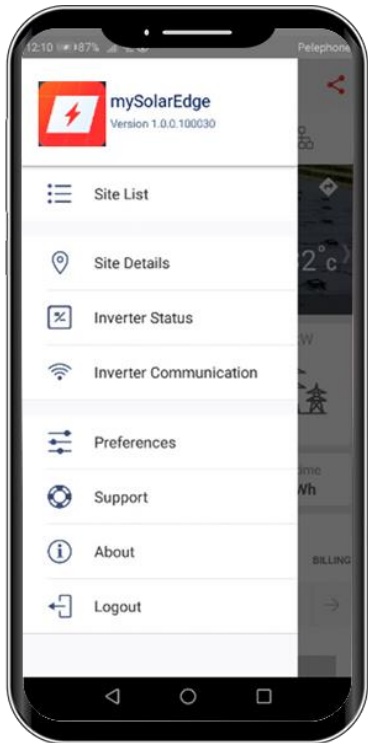 12:10 87% Pelephone
mySolarEdge
Version 1.0.0.100030
Site List
Site Details
2°c
Inverter Status
W
Inverter Communication
Preferences
ome
Wh
Support
About
BILLING
Logout